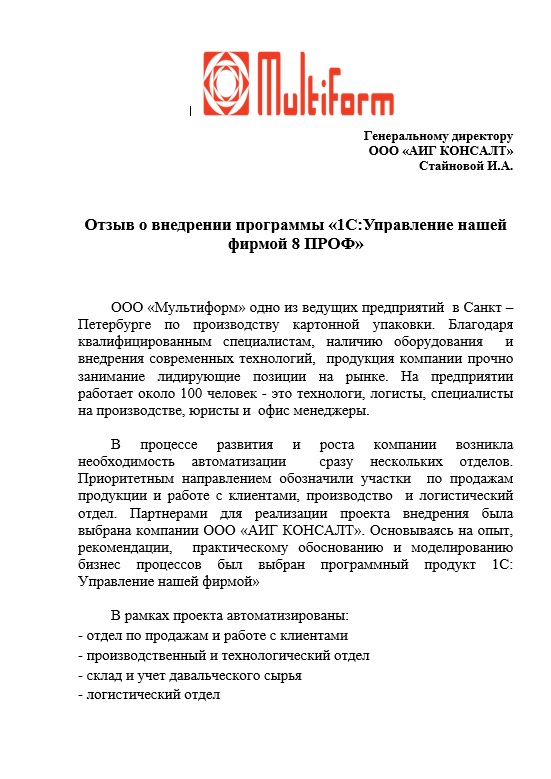 Multiform
Генеральному директору
ООО «АИГ КОНСАЛТ»
Стайновой И.А.
Отзыв о внедрении программы «1С:Управление нашей
фирмой 8 ПРОФ»
ООО «Мультиформ» одно из ведущих предприятий в Санкт –
Петербурге по производству картонной упаковки. Благодаря
квалифицированным специалистам, наличию оборудования и
внедрения современных технологий, продукция компании прочно
занимание лидирующие позиции на рынке. На предприятии
работает около 100 человек - это технологи, логисты, специалисты
на производстве, юристы и офис менеджеры.
В процессе развития и роста компании возникла
необходимость автоматизации сразу нескольких отделов.
Приоритетным направлением обозначили участки по продажам
продукции и работе с клиентами, производство и логистический
отдел. Партнерами для реализации проекта внедрения была
выбрана компании ООО «АИГ КОНСАЛТ». Основываясь на опыт,
рекомендации, практическому обоснованию и моделированию
бизнес процессов был выбран программный продукт 1С:
Управление нашей фирмой»
В рамках проекта автоматизированы:
- отдел по продажам и работе с клиентами
- производственный и технологический отдел
- склад и учет давальческого сырья
- логистический отдел